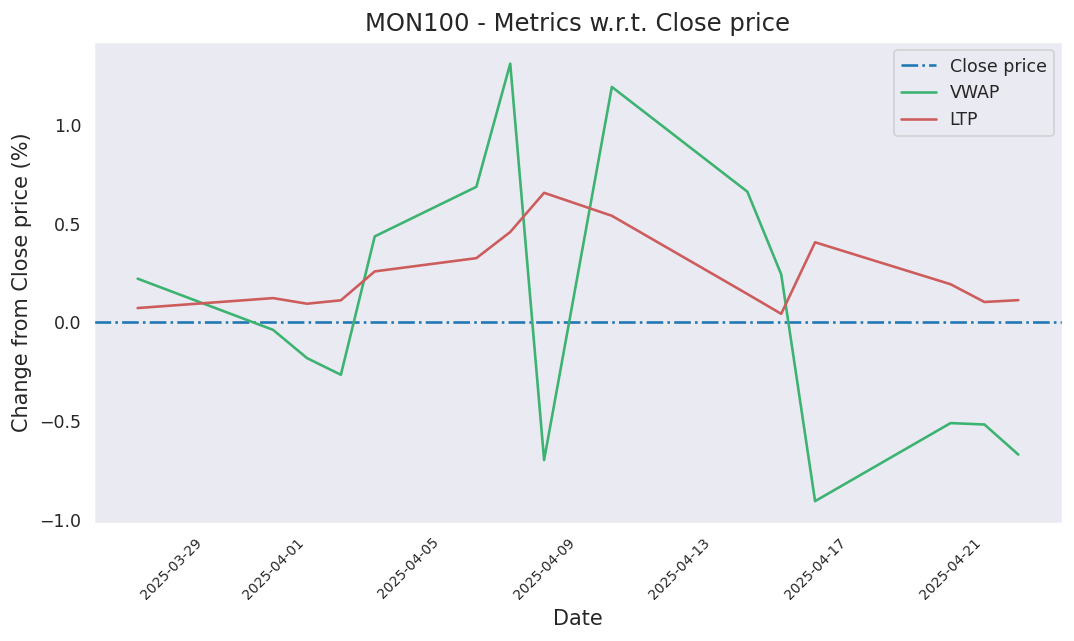 MON100 - Metrics w.r.t. Close price
Close price
VWAP
LTP
Change from Close price (%)
1.0
0.5
0.0
−0.5
−1.0
2025-03-29
2025-04-01
2025-04-05
2025-04-09
2025-04-13
2025-04-17
2025-04-21
Date